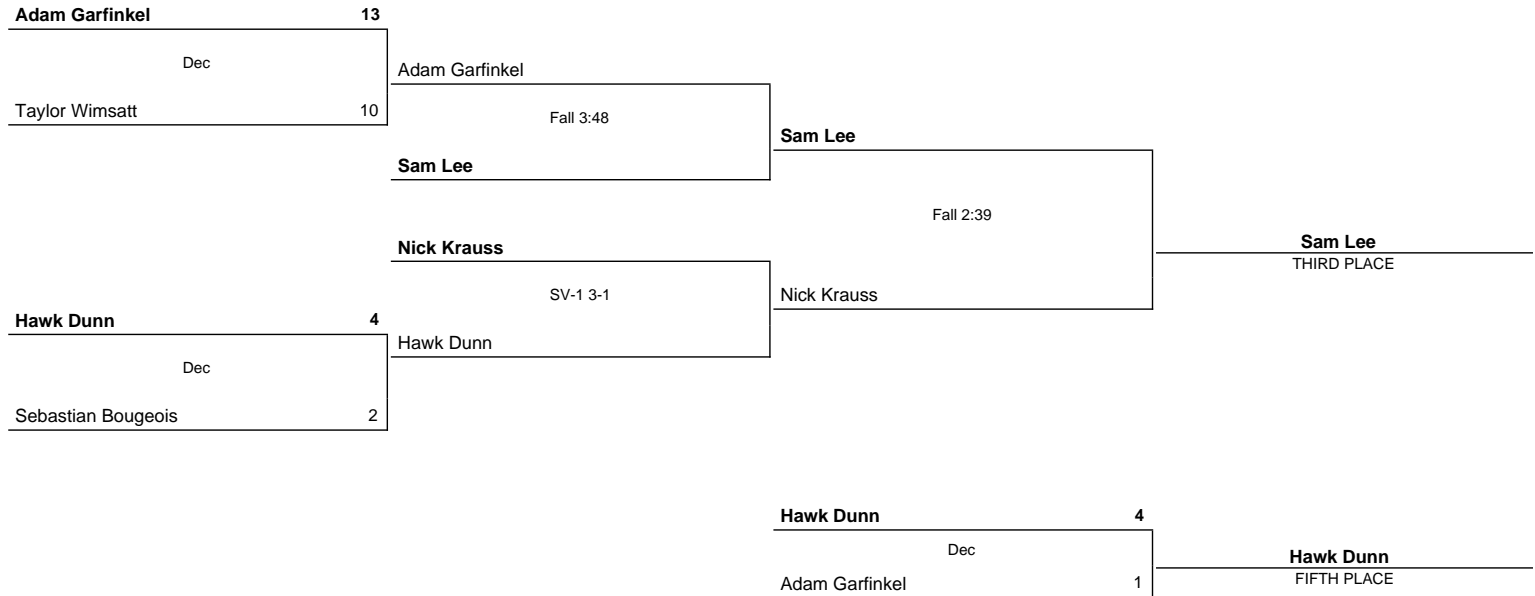 Adam Garfinkel 13
Dec
Adam Garfinkel
Taylor Wimsatt 10
Fall 3:48
Sam Lee
Sam Lee
Fall 2:39
Nick Krauss
Sam Lee
THIRD PLACE
SV-1 3-1
Nick Krauss
Hawk Dunn 4
Hawk Dunn
Dec
Sebastian Bougeois 2
Hawk Dunn 4
Dec
Hawk Dunn
Adam Garfinkel 1
FIFTH PLACE